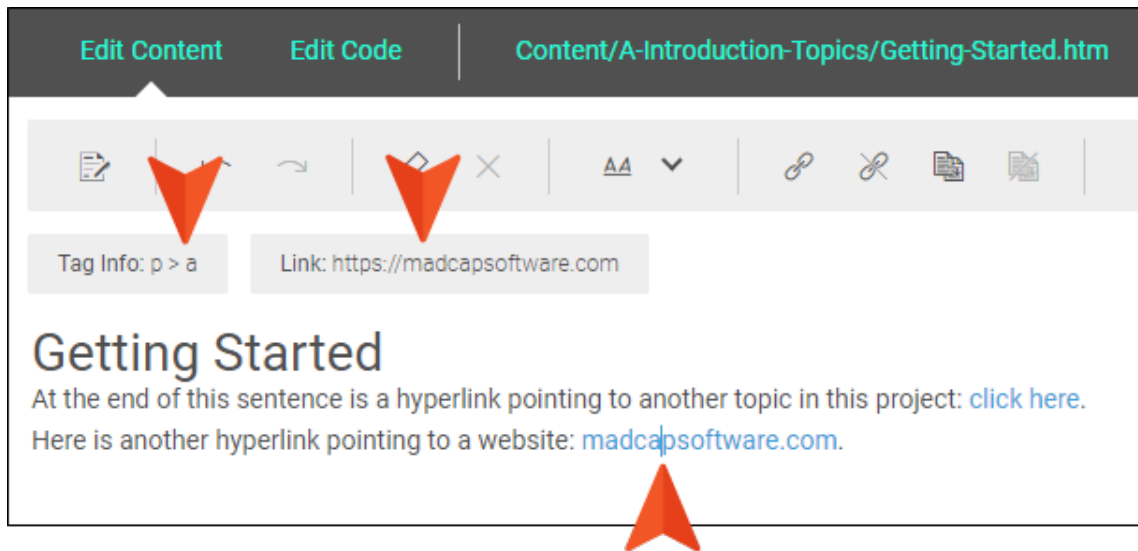 Edit Content Edit Code Content/A-Introduction-Topics/Getting-Started.htm
AA
Tag Info: p > a Link: https://madcapsoftware.com
Getting Started
At the end of this sentence is a hyperlink pointing to another topic in this project: click here.
Here is another hyperlink pointing to a website: madcapsoftware.com.